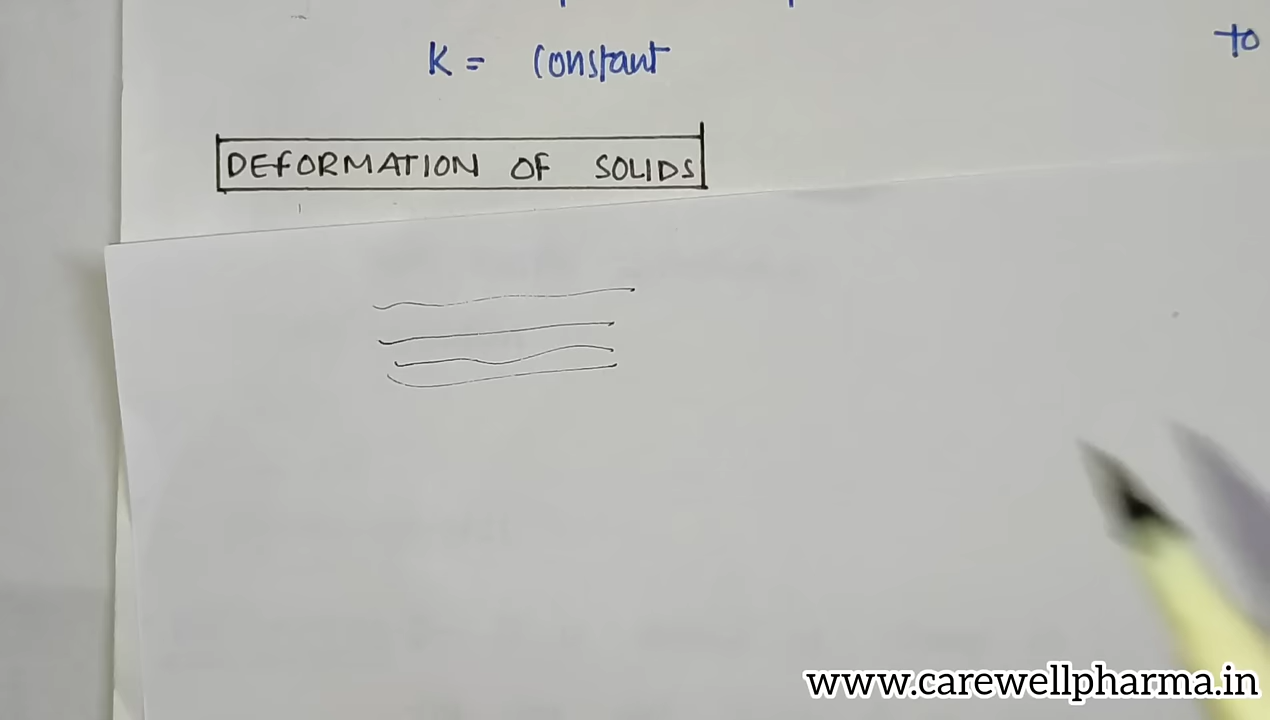 K = constant
to
DEFORMATION OF SOLIDS
www.carewellpharma.in